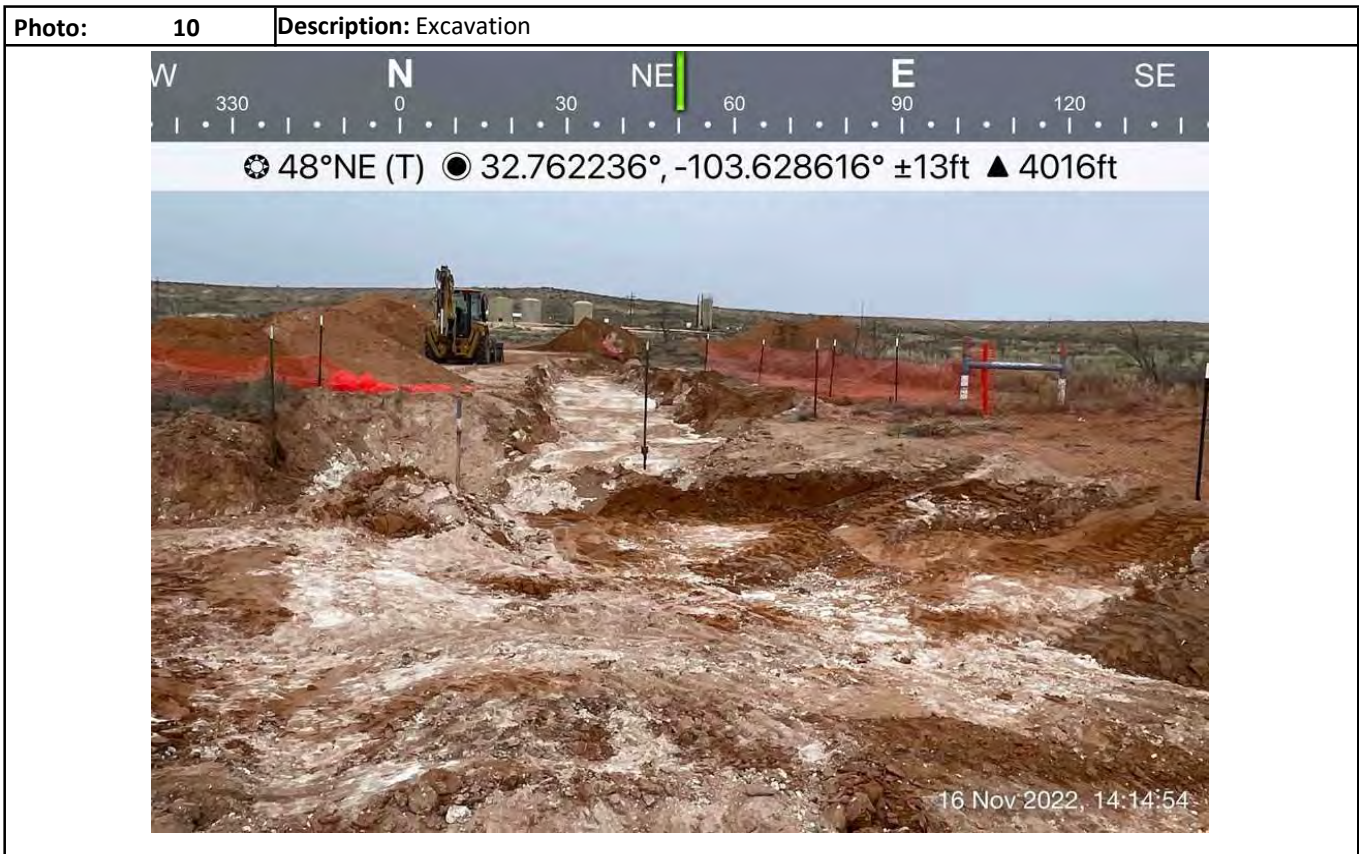 Photo: 10 Description: Excavation
W N NE E SE
330 0 30 60 90 120
48°NE (T) 32.762236°, -103.628616° ±13ft ▲ 4016ft
16 Nov 2022, 14:14:54